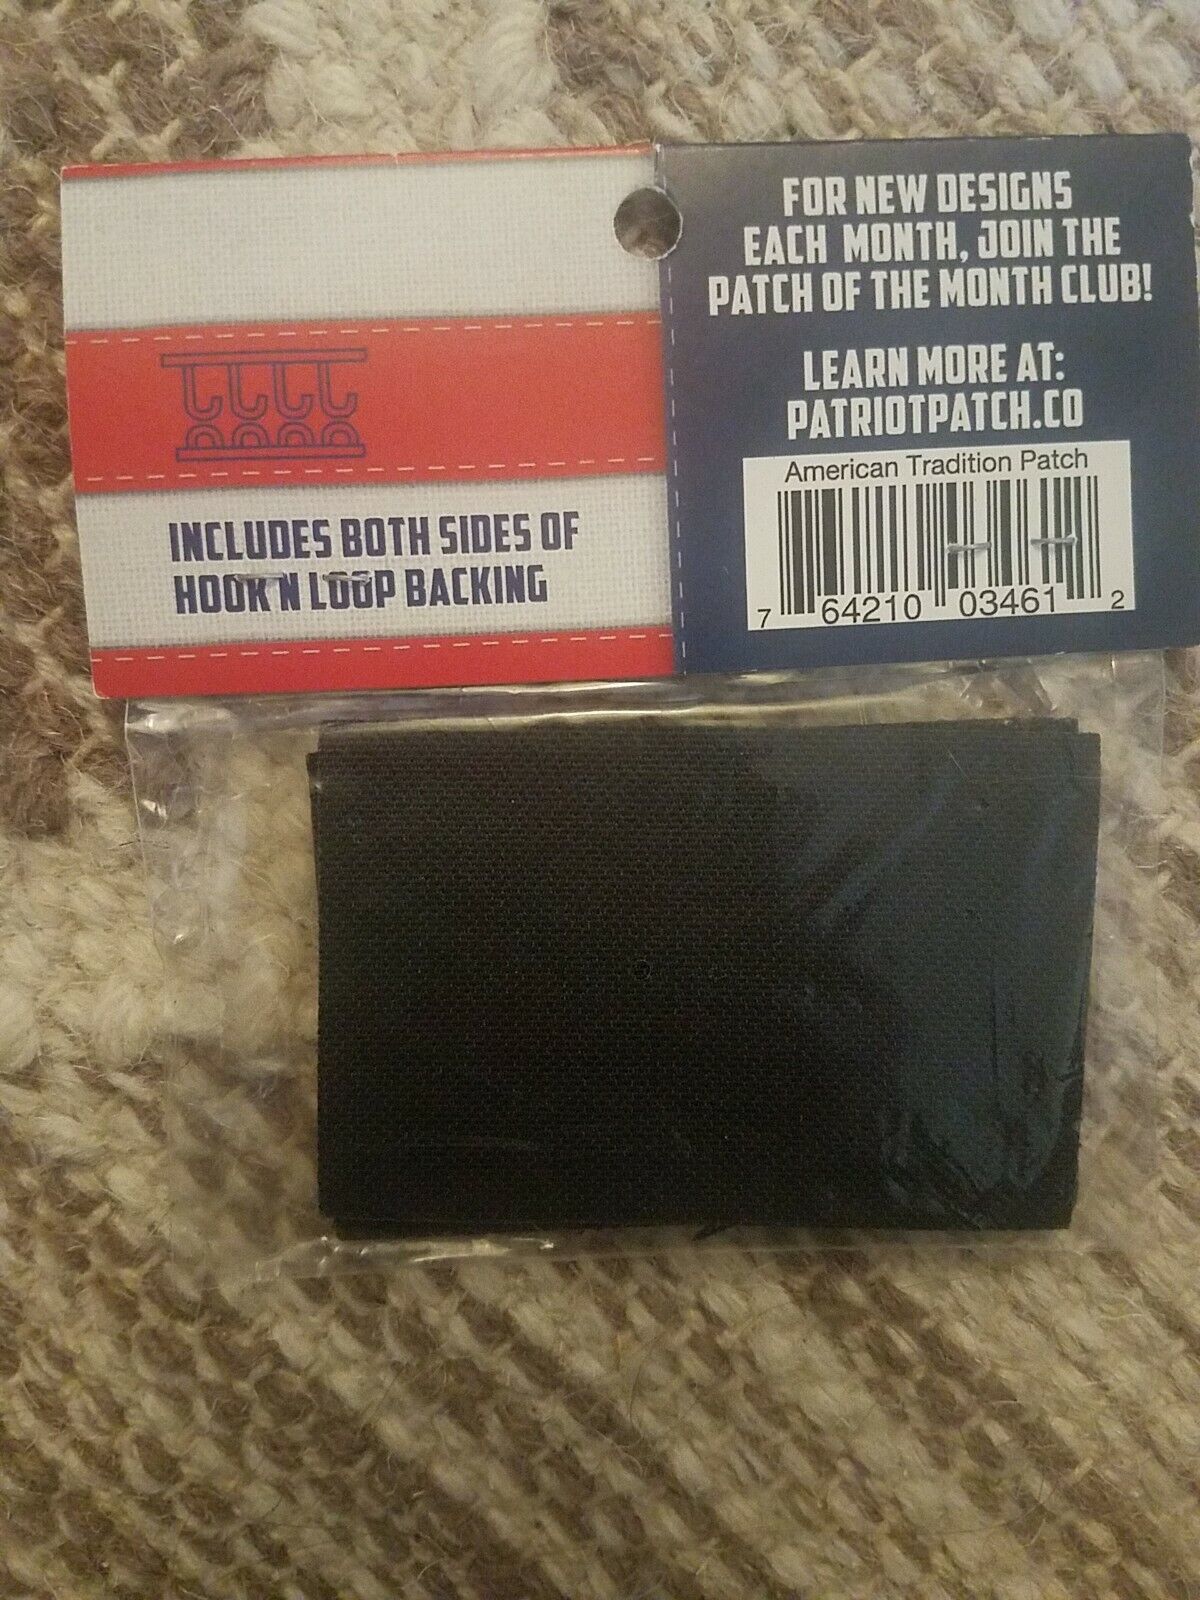 FOR NEW DESIGNS
EACH MONTH, JOIN THE
PATCH OF THE MONTH CLUB!
LEARN MORE AT:
PATRIOTPATCH.CO
American Tradition Patch
7 64210 03461 2
INCLUDES BOTH SIDES OF
HOOK N LOOP BACKING